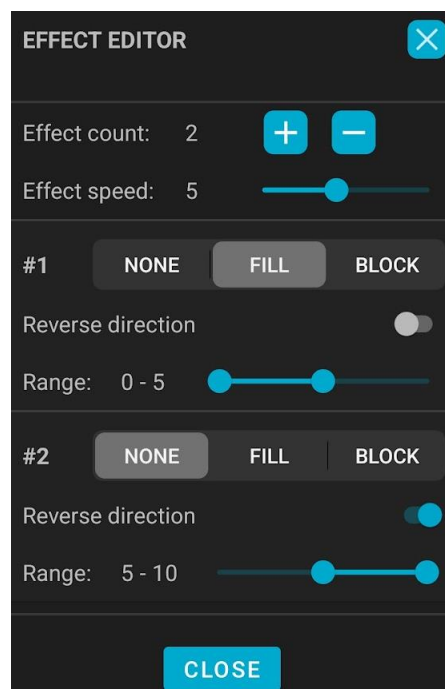 EFFECT EDITOR
Effect count: 2
Effect speed: 5
#1 NONE FILL BLOCK
Reverse direction
Range: 0 - 5
#2 NONE FILL BLOCK
Reverse direction
Range: 5 - 10
CLOSE